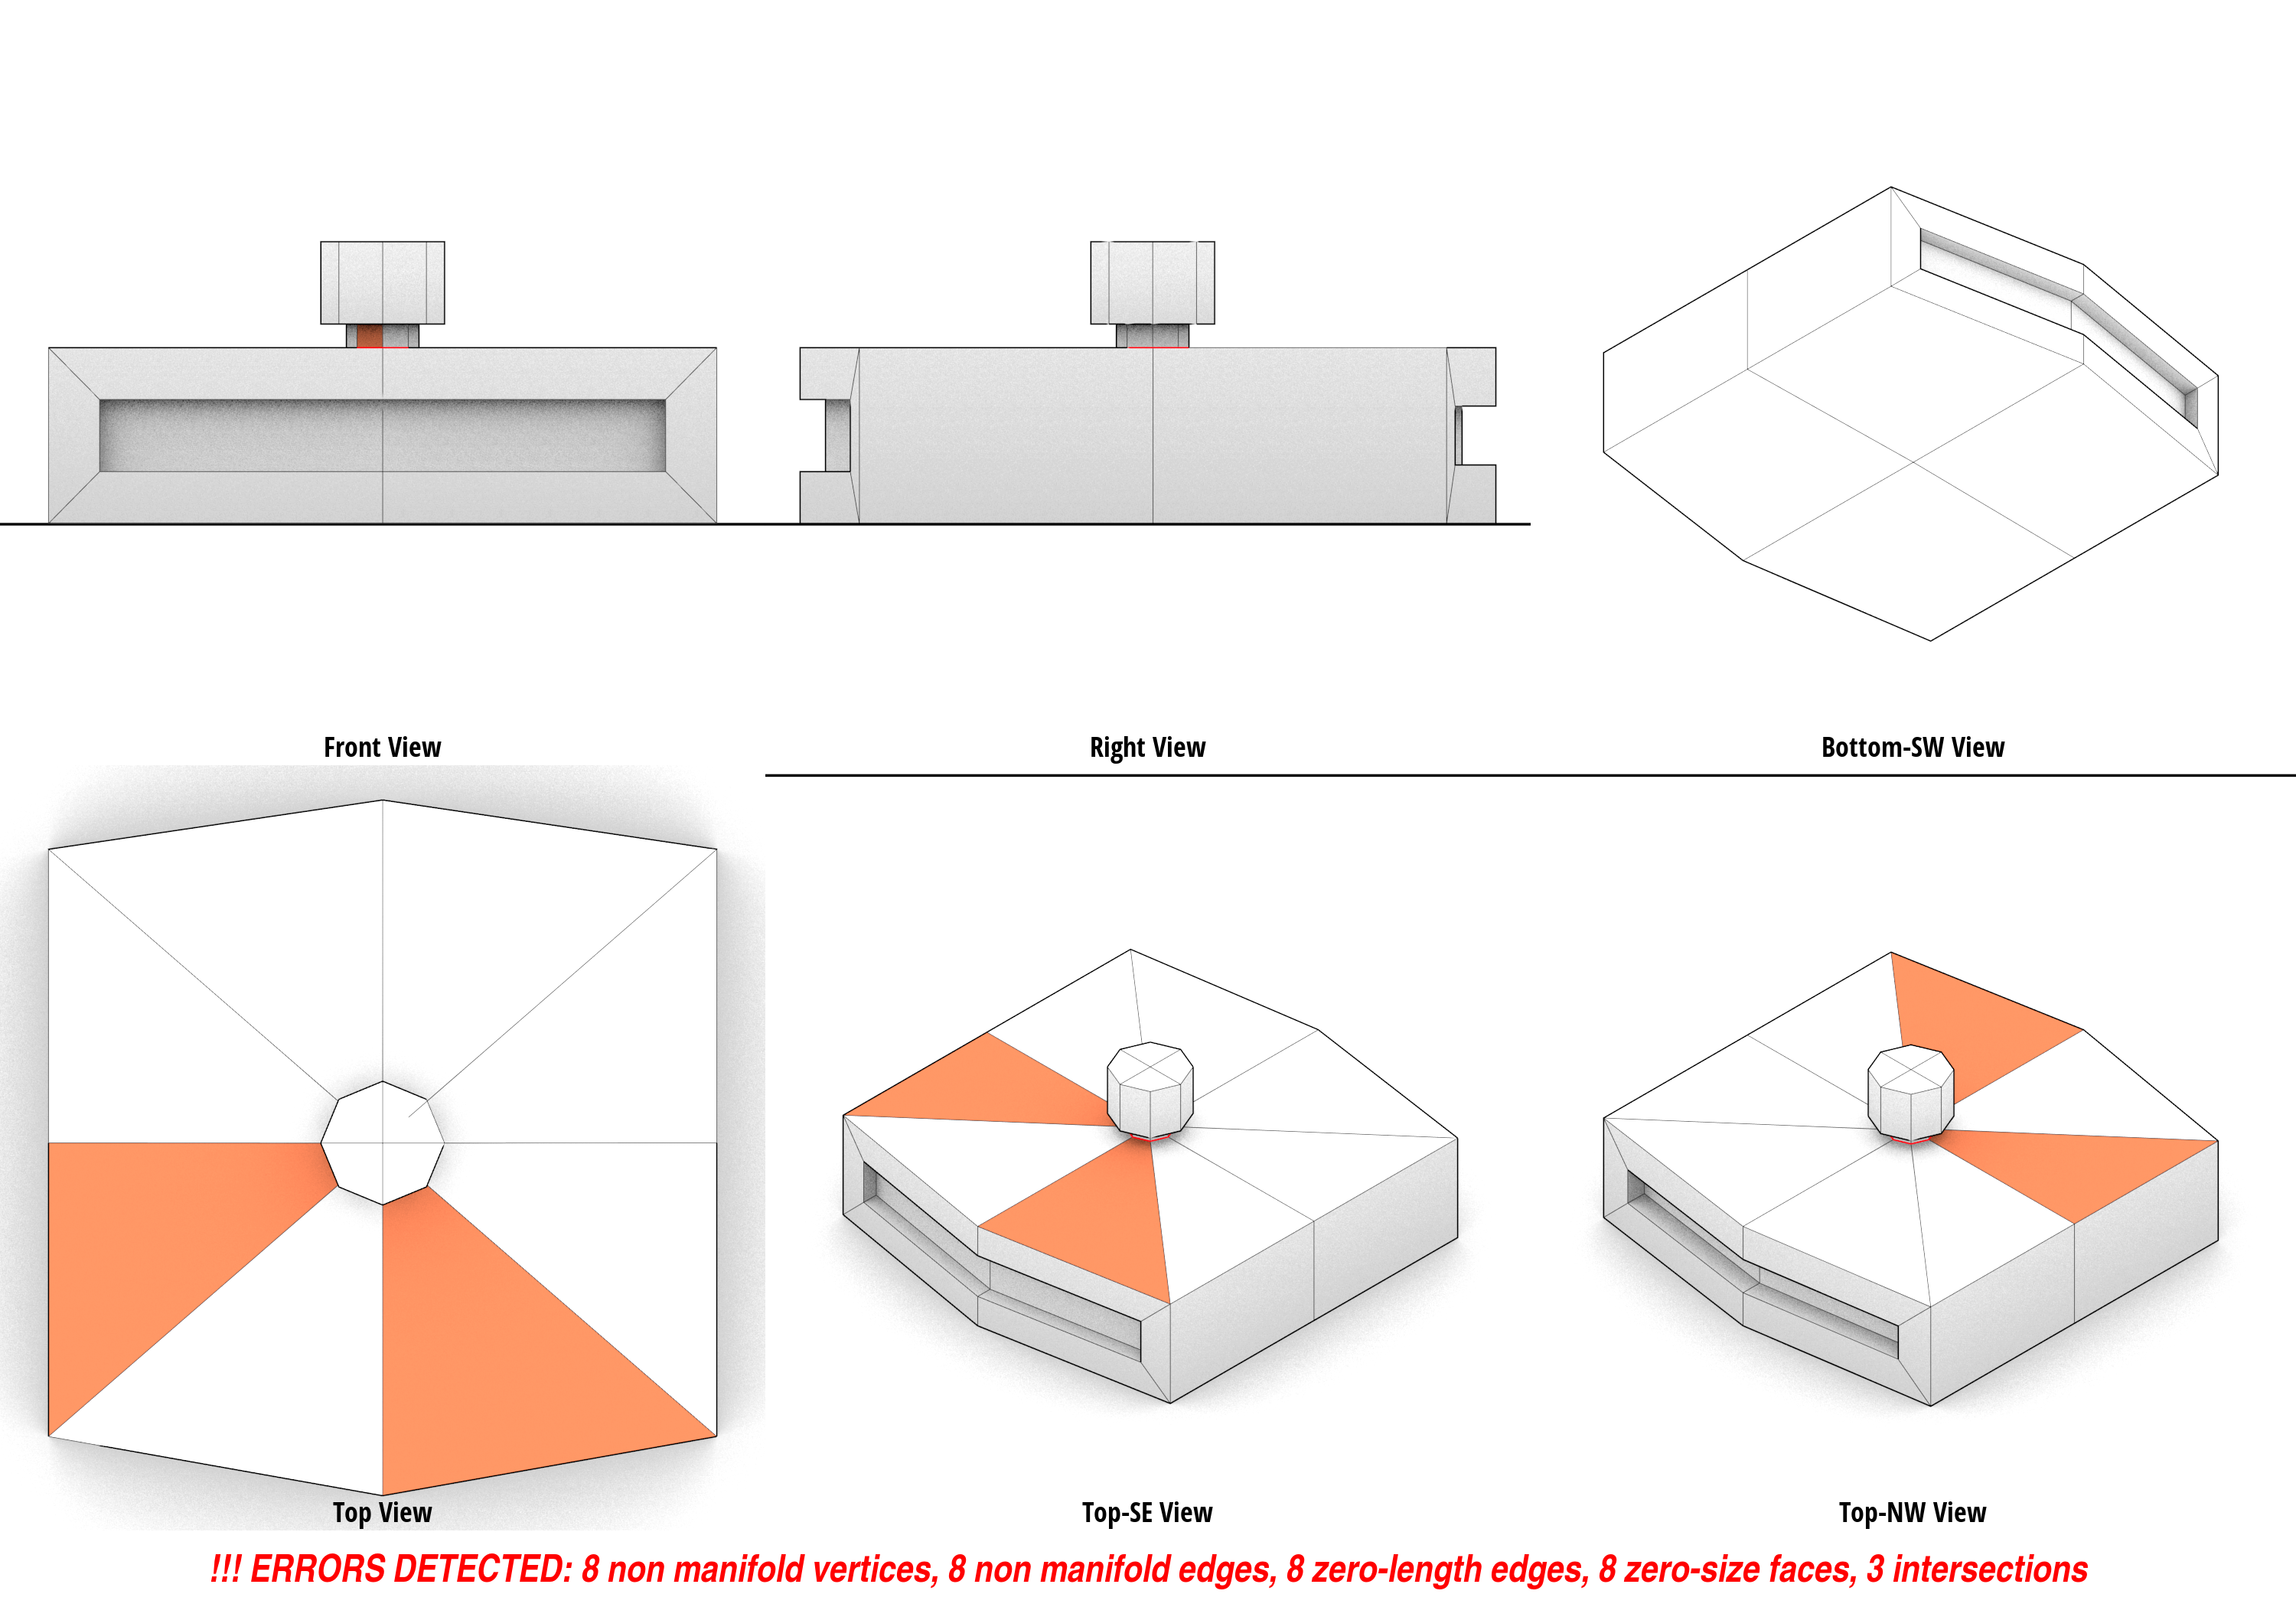 Front View
Right View
Bottom-SW View
Top View
Top-SE View
Top-NW View
!!! ERRORS DETECTED: 8 non manifold vertices, 8 non manifold edges, 8 zero-length edges, 8 zero-size faces, 3 intersections